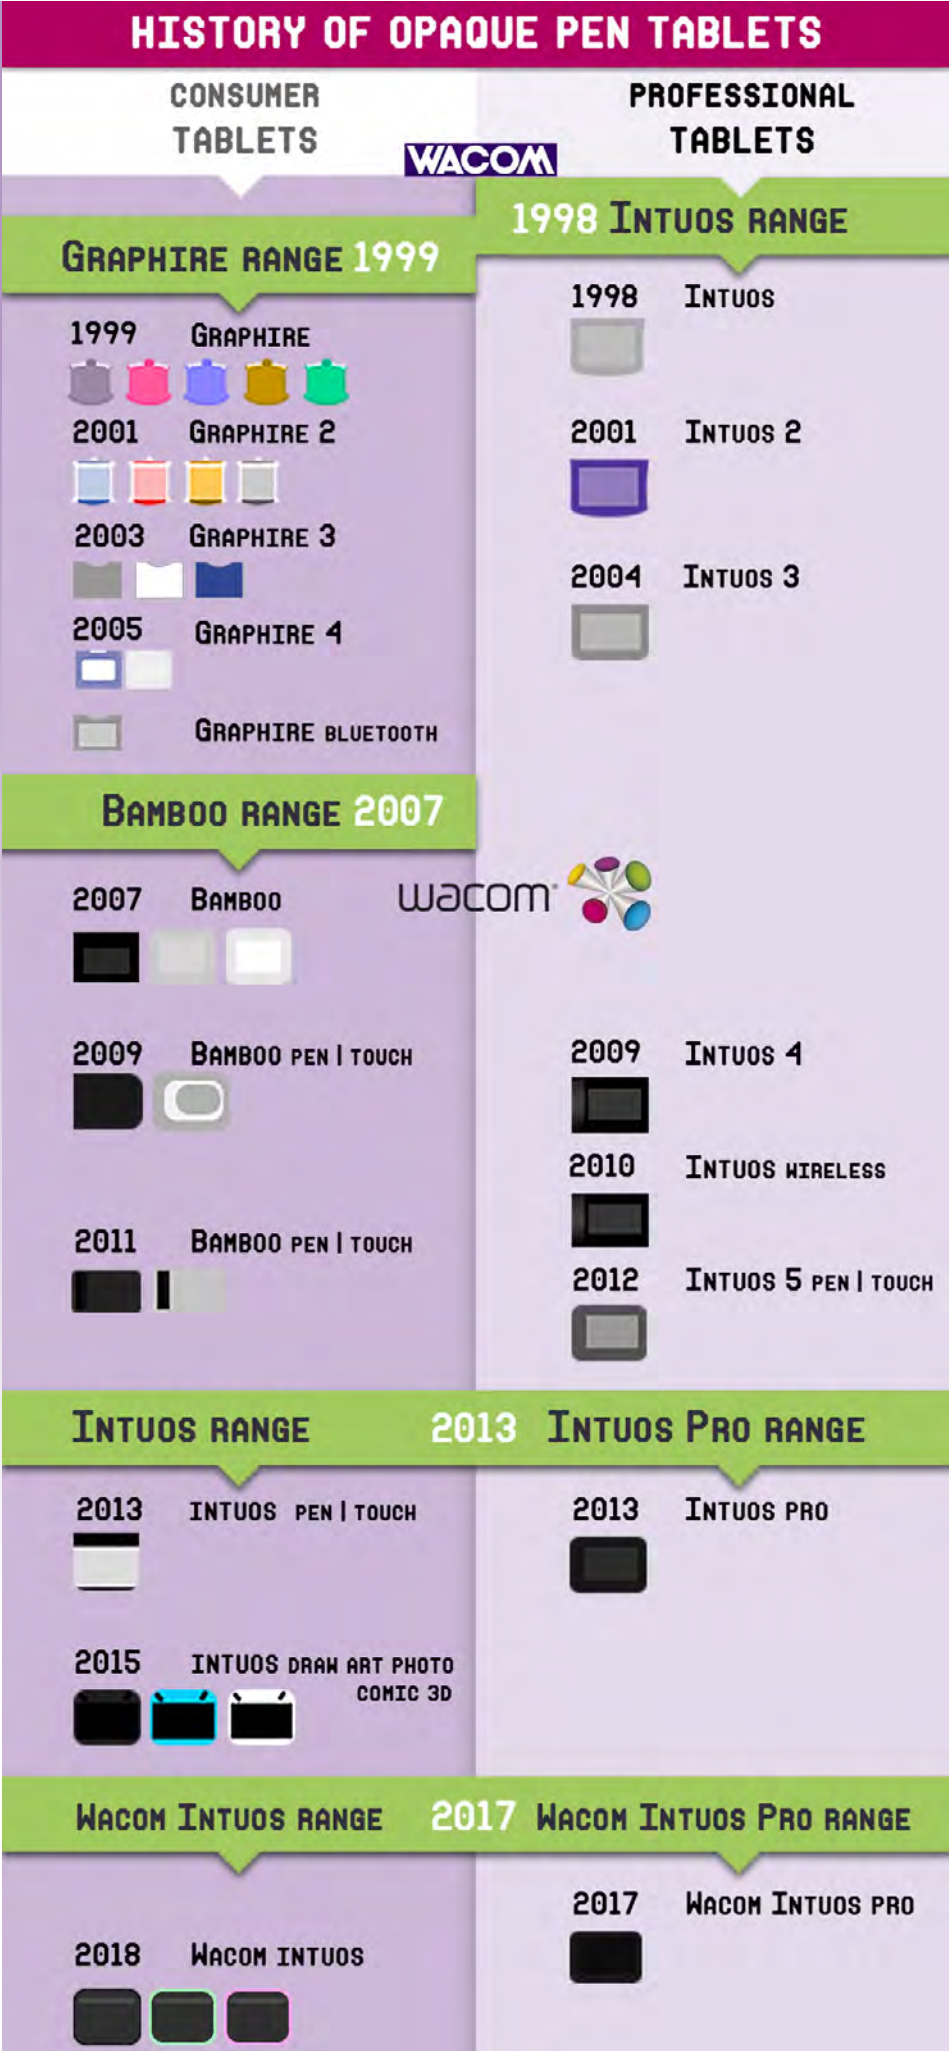 HISTORY OF OPAQUE PEN TABLETS
CONSUMER
TABLETS
PROFESSIONAL
TABLETS
WACOM
GRAPHIRE RANGE 1999
1999 GRAPHIRE
2001 GRAPHIRE 2
2003 GRAPHIRE 3
2005 GRAPHIRE 4
GRAPHIRE BLUETOOTH
1998 INTUOS RANGE
1998 INTUOS
2001 INTUOS 2
2004 INTUOS 3
BAMBOO RANGE 2007
2007 BAMBOO
wacom
2009 BAMBOO PEN | TOUCH
2011 BAMBOO PEN | TOUCH
2009 INTUOS 4
2010 INTUOS WIRELESS
2012 INTUOS 5 PEN | TOUCH
INTUOS RANGE 2013 INTUOS PRO RANGE
2013 INTUOS PEN | TOUCH
2015 INTUOS DRAW ART PHOTO
COMIC 3D
2013 INTUOS PRO
WACOM INTUOS RANGE 2017 WACOM INTUOS PRO RANGE
2018 WACOM INTUOS
2017 WACOM INTUOS PRO